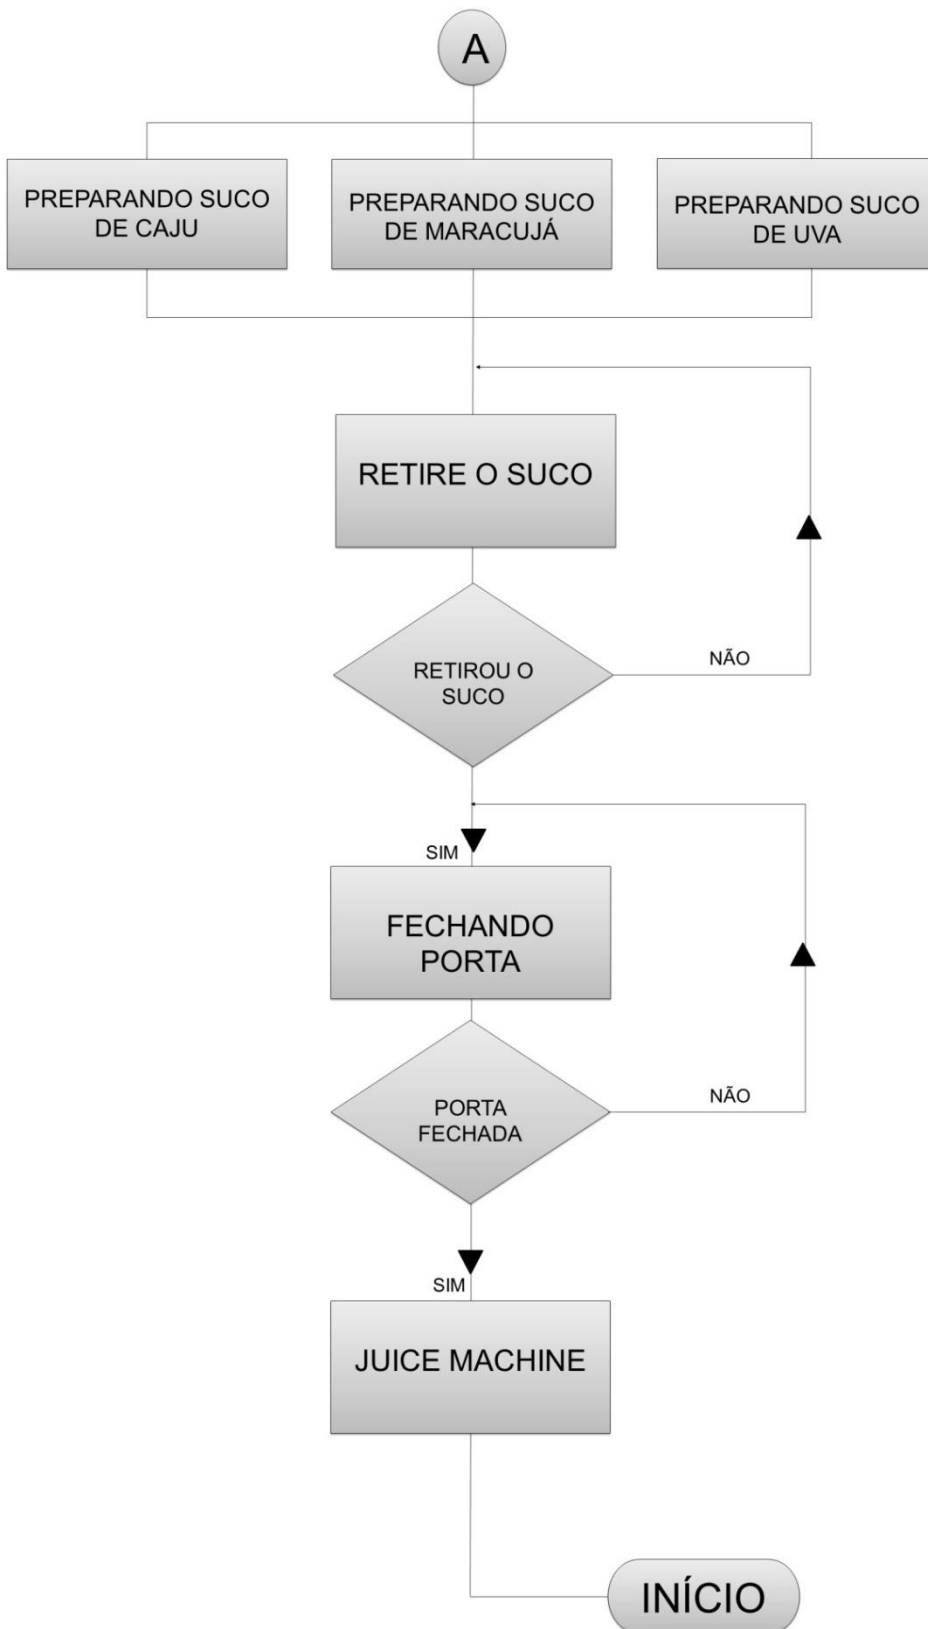 A
PREPARANDO SUCO
DE CAJU
PREPARANDO SUCO
DE MARACUJÁ
PREPARANDO SUCO
DE UVA
RETIRE O SUCO
RETIROU O
SUCO
NÃO
SIM
FECHANDO
PORTA
PORTA
FECHADA
NÃO
SIM
JUICE MACHINE
INÍCIO